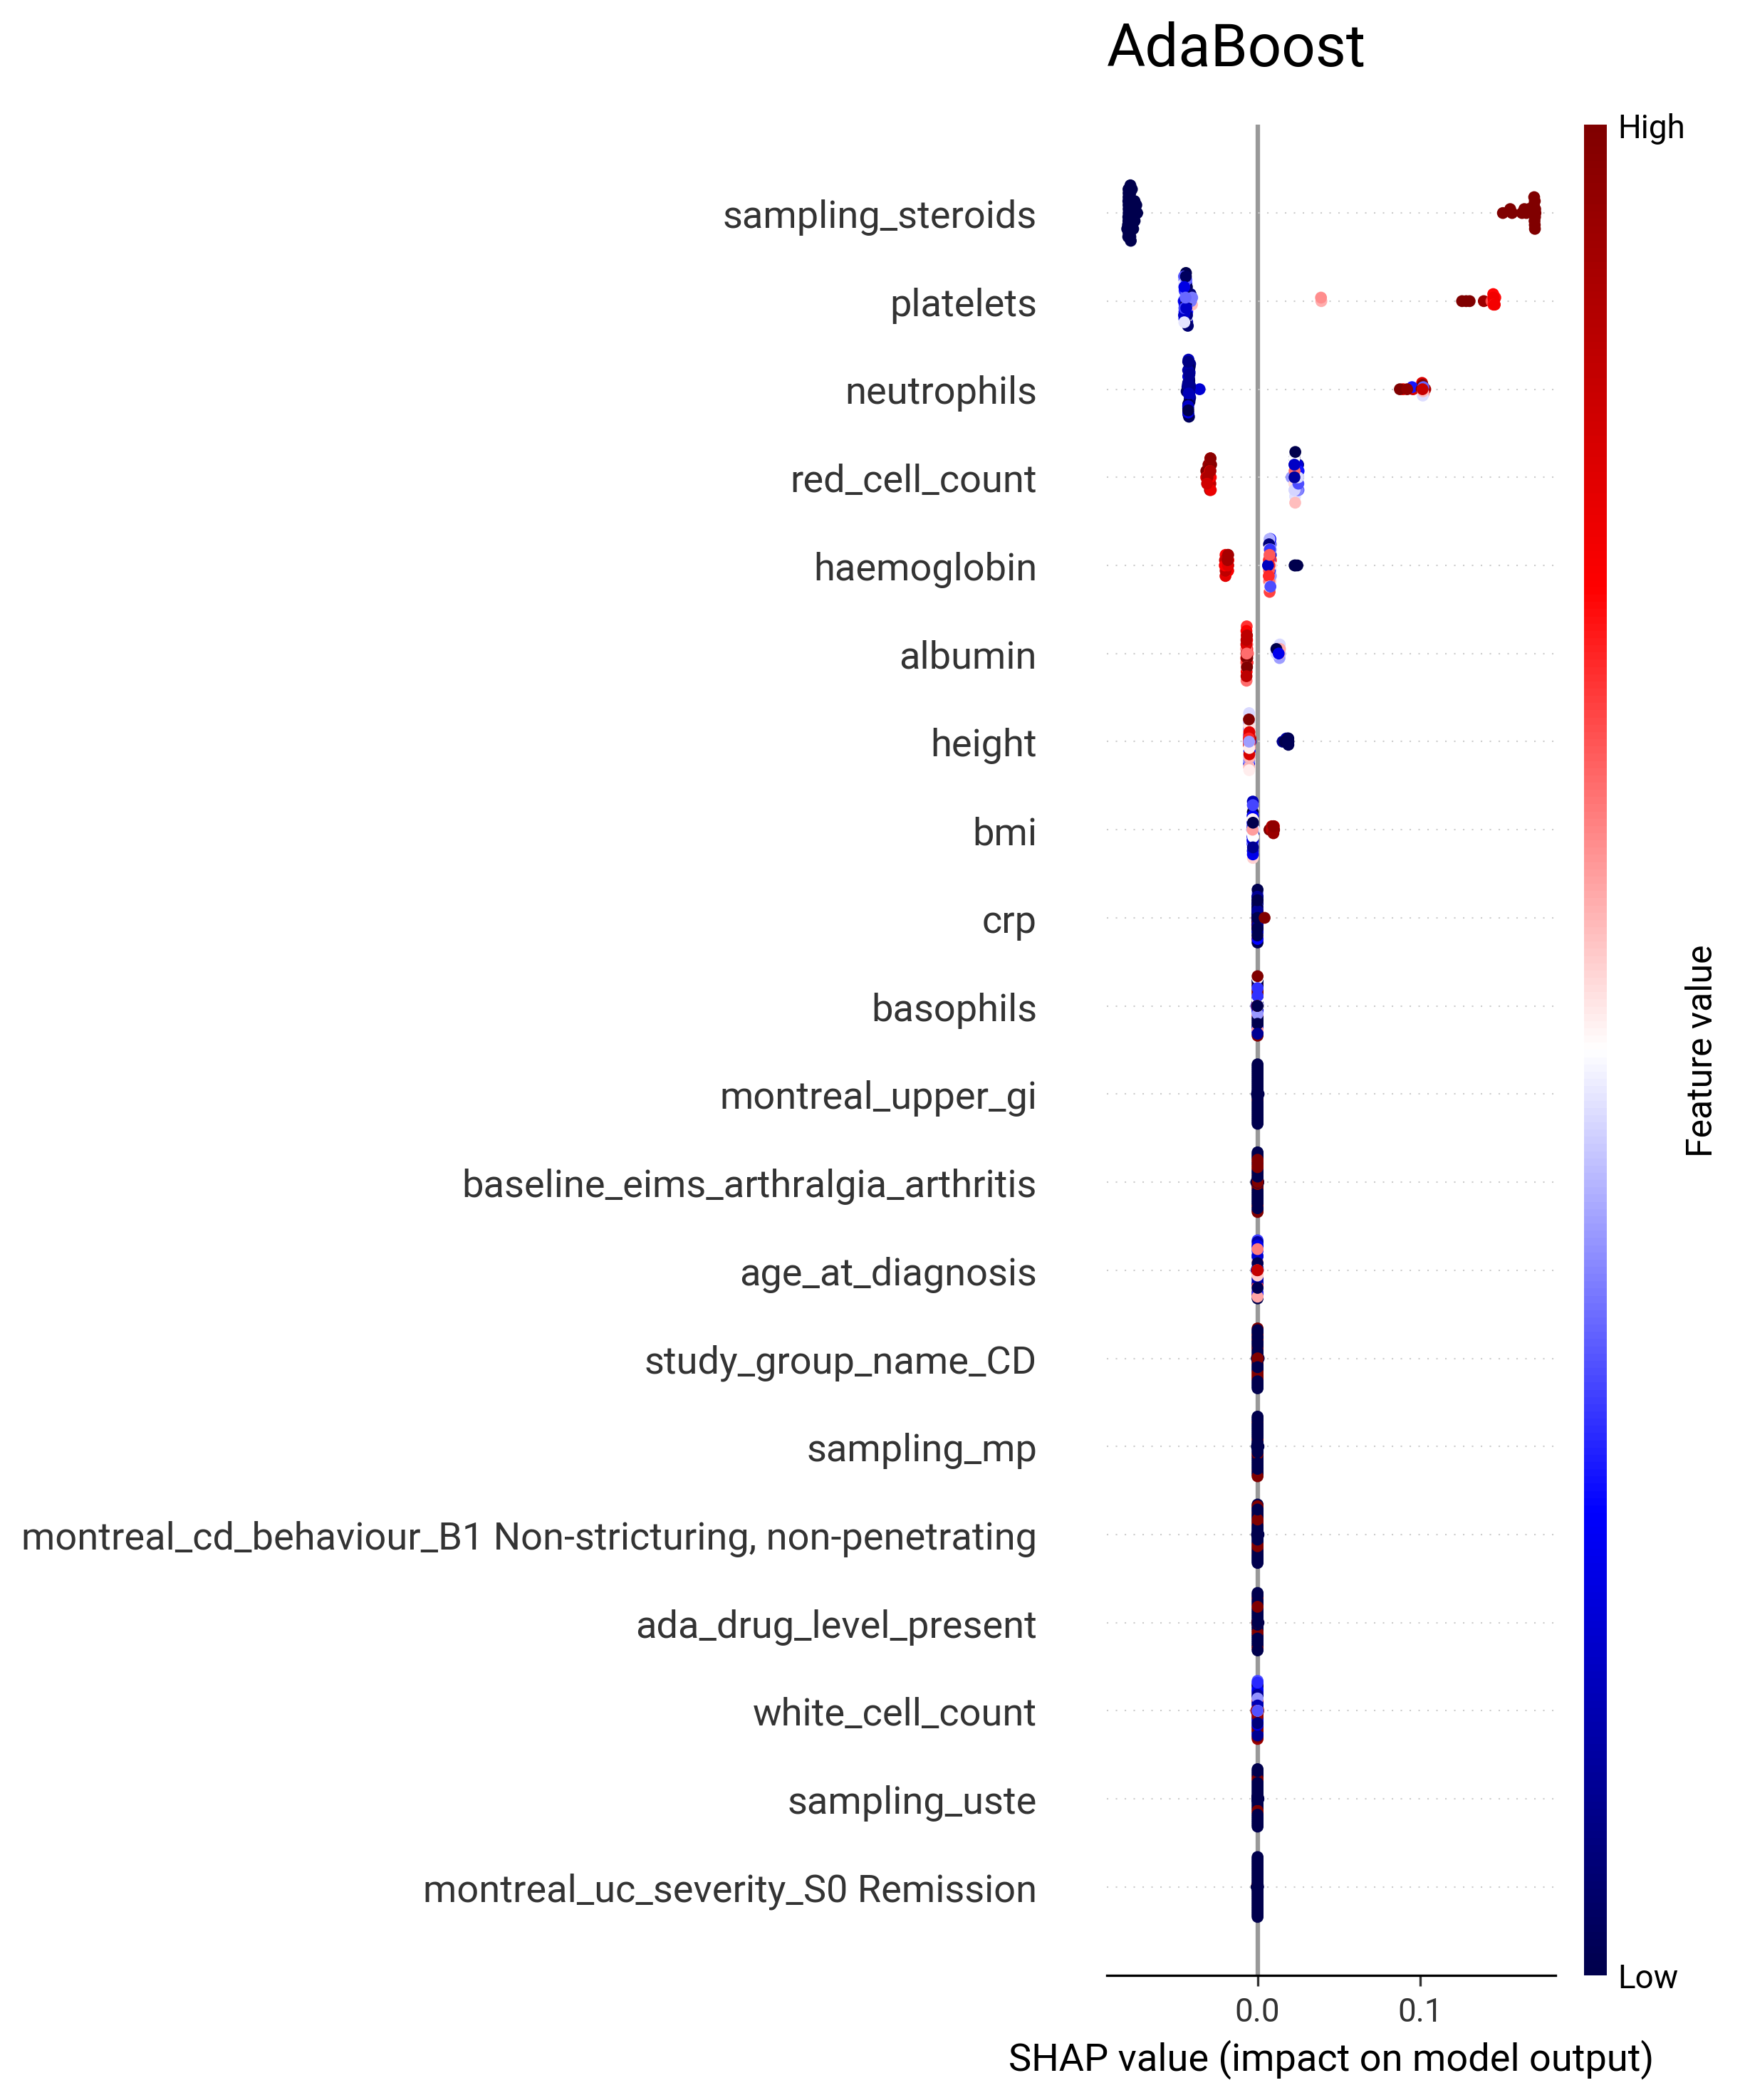 AdaBoost
High
sampling_steroids
platelets
neutrophils
red_cell_count
haemoglobin
albumin
height
bmi
crp
basophils
montreal_upper_gi
baseline_eims_arthralgia_arthritis
age_at_diagnosis
study_group_name_CD
sampling_mp
montreal_cd_behaviour_B1 Non-stricturing, non-penetrating
ada_drug_level_present
white_cell_count
sampling_uste
montreal_uc_severity_S0 Remission
Feature value
Low
0.0 0.1
SHAP value (impact on model output)